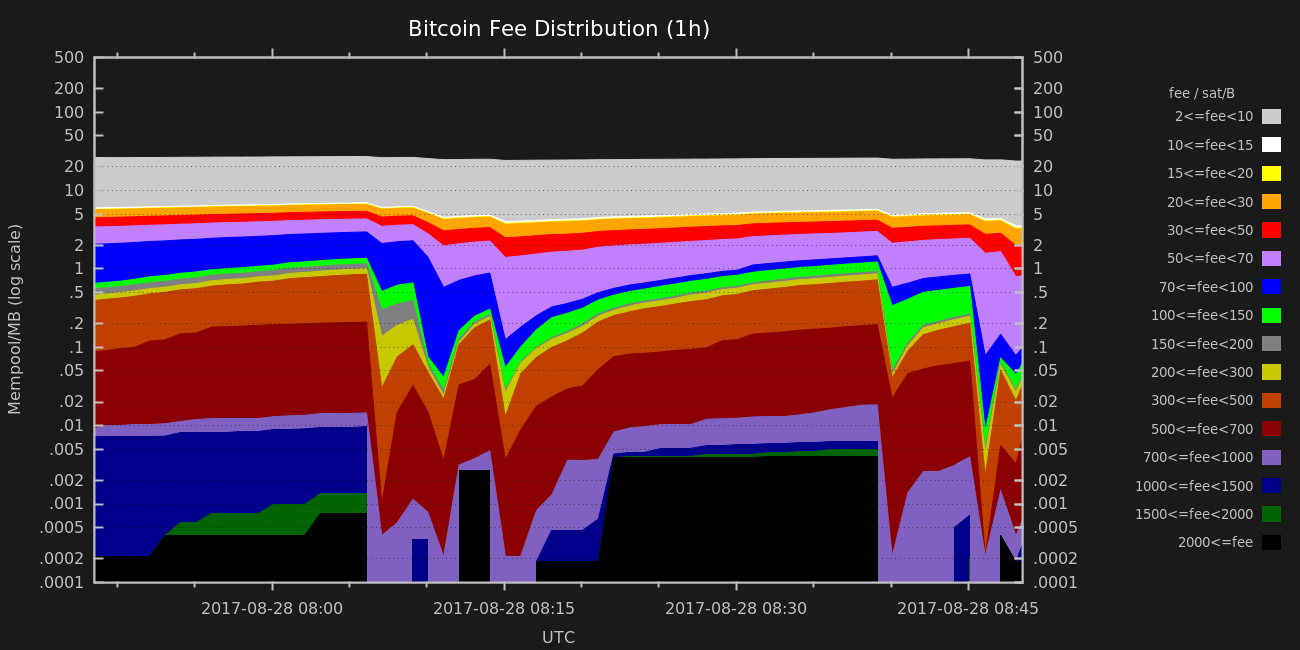 Bitcoin Fee Distribution (1h)
Mempool/MB (log scale)
500
200
100
50
20
10
5
2
1
.5
.2
.1
.05
.02
.01
.005
.002
.001
.0005
.0002
.0001
500
200
100
50
20
10
5
2
1
.5
.2
.1
.05
.02
.01
.005
.002
.001
.0005
.0002
.0001
fee / sat/B
2<=fee<10
10<=fee<15
15<=fee<20
20<=fee<30
30<=fee<50
50<=fee<70
70<=fee<100
100<=fee<150
150<=fee<200
200<=fee<300
300<=fee<500
500<=fee<700
700<=fee<1000
1000<=fee<1500
1500<=fee<2000
2000<=fee
2017-08-28 08:00
2017-08-28 08:15
2017-08-28 08:30
2017-08-28 08:45
UTC